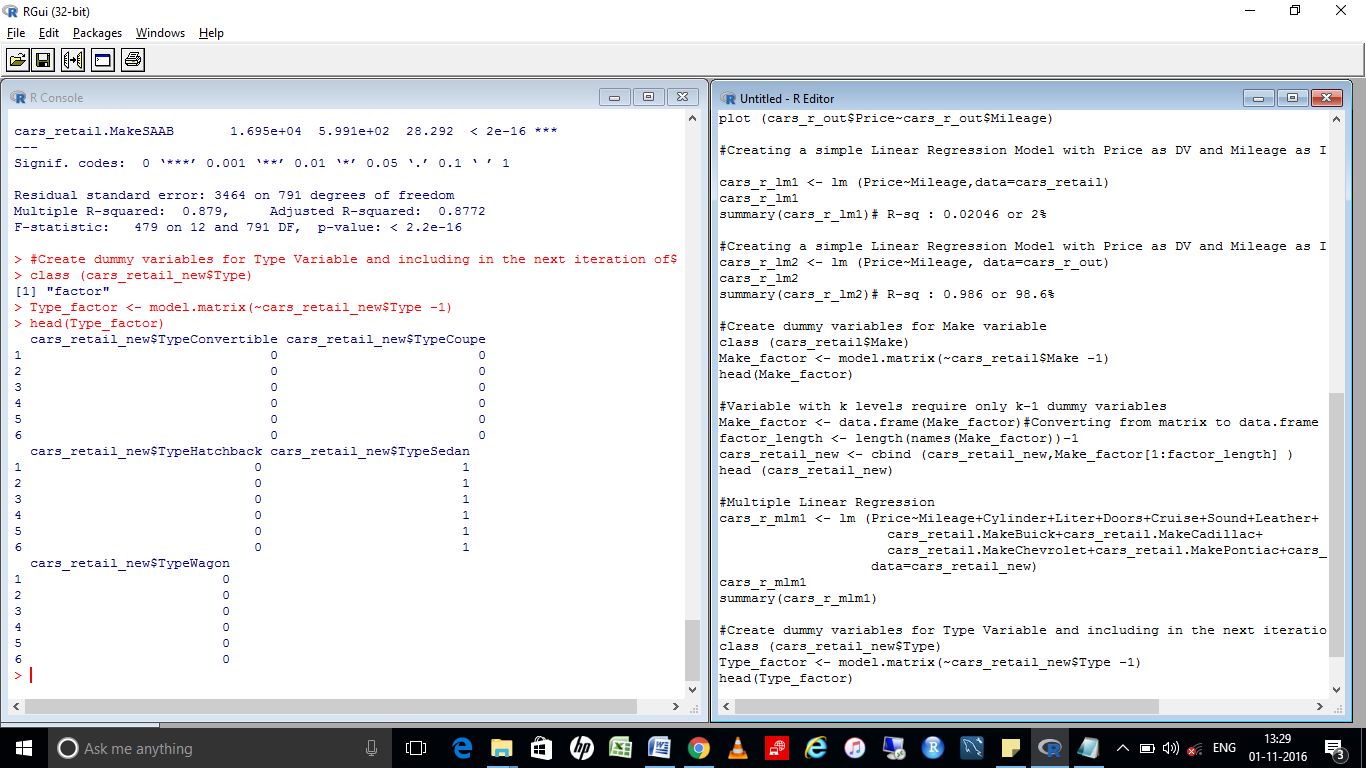 RGui (32-bit)
File Edit Packages Windows Help
R Console
cars_retail.MakeSAAB 1.695e+04 5.991e+02 28.292 < 2e-16 ***
---
Signif. codes: 0 ‘***’ 0.001 ‘**’ 0.01 ‘*’ 0.05 ‘.’ 0.1 ‘ ’ 1
Residual standard error: 3464 on 791 degrees of freedom
Multiple R-squared: 0.879, Adjusted R-squared: 0.8772
F-statistic: 479 on 12 and 791 DF, p-value: < 2.2e-16
> #Create dummy variables for Type Variable and including in the next iteration of$
> class (cars_retail_new$Type)
[1] "factor"
> Type_factor <- model.matrix(~cars_retail_new$Type -1)
> head(Type_factor)
cars_retail_new$TypeConvertible cars_retail_new$TypeCoupe
1 0 0
2 0 0
3 0 0
4 0 0
5 0 0
6 0 0
cars_retail_new$TypeHatchback cars_retail_new$TypeSedan
1 0 1
2 0 1
3 0 1
4 0 1
5 0 1
6 0 1
cars_retail_new$TypeWagon
1 0
2 0
3 0
4 0
5 0
6 0
>
Untitled - R Editor
plot (cars_r_out$Price~cars_r_out$Mileage)
#Creating a simple Linear Regression Model with Price as DV and Mileage as I
cars_r_lm1 <- lm (Price~Mileage,data=cars_retail)
cars_r_lm1
summary(cars_r_lm1)# R-sq : 0.02046 or 2%
#Creating a simple Linear Regression Model with Price as DV and Mileage as I
cars_r_lm2 <- lm (Price~Mileage, data=cars_r_out)
cars_r_lm2
summary(cars_r_lm2)# R-sq : 0.986 or 98.6%
#Create dummy variables for Make variable
class (cars_retail$Make)
Make_factor <- model.matrix(~cars_retail$Make -1)
head(Make_factor)
#Variable with k levels require only k-1 dummy variables
Make_factor <- data.frame(Make_factor)#Converting from matrix to data.frame
factor_length <- length(names(Make_factor))-1
cars_retail_new <- cbind (cars_retail_new,Make_factor[1:factor_length] )
head (cars_retail_new)
#Multiple Linear Regression
cars_r_mlm1 <- lm (Price~Mileage+Cylinder+Liter+Doors+Cruise+Sound+Leather+
cars_retail.MakeBuick+cars_retail.MakeCadillac+
cars_retail.MakeChevrolet+cars_retail.MakePontiac+cars_
data=cars_retail_new)
cars_r_mlm1
summary(cars_r_mlm1)
#Create dummy variables for Type Variable and including in the next iteratio
class (cars_retail_new$Type)
Type_factor <- model.matrix(~cars_retail_new$Type -1)
head(Type_factor)
Ask me anything
ENG
13:29
01-11-2016
3